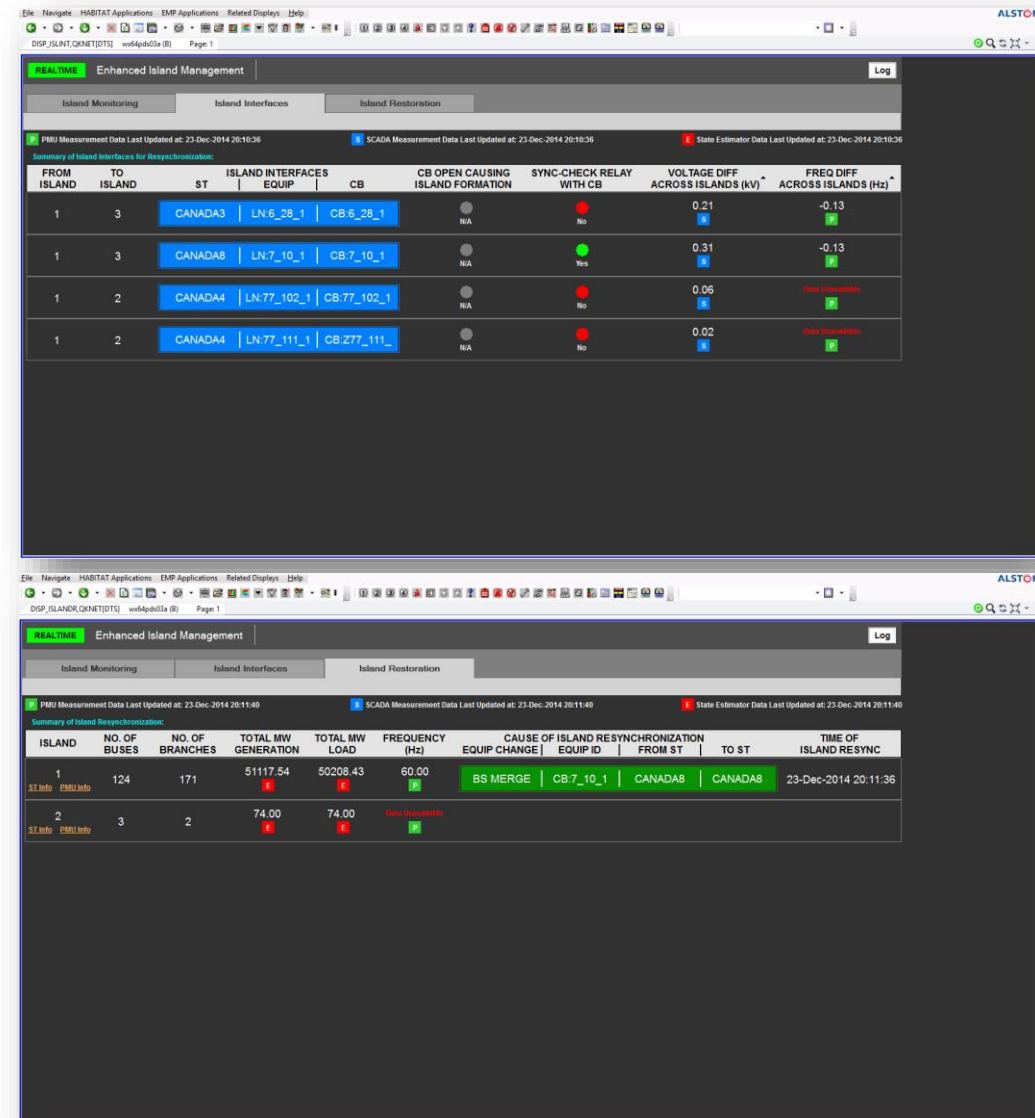 File Navigate HABITAT Applications EMP Applications Related Displays Help
ALSTOM
DISP_ISLINT,QKNET[DTS] wx64pds03a (B) Page: 1
REALTIME Enhanced Island Management Log
Island Monitoring Island Interfaces Island Restoration
P PMU Measurement Data Last Updated at: 23-Dec-2014 20:10:36 S SCADA Measurement Data Last Updated at: 23-Dec-2014 20:10:36 E State Estimator Data Last Updated at: 23-Dec-2014 20:10:36
Summary of Island Interfaces for Resynchronization:
FROM TO ISLAND INTERFACES CB OPEN CAUSING SYNC-CHECK RELAY VOLTAGE DIFF FREQ DIFF
ISLAND ISLAND ST EQUIP CB ISLAND FORMATION WITH CB ACROSS ISLANDS (kV) ACROSS ISLANDS (Hz)
1 3 CANADA3 LN:6_28_1 CB:6_28_1 N/A No 0.21 S -0.13 P
1 3 CANADA8 LN:7_10_1 CB:7_10_1 N/A Yes 0.31 S -0.13 P
1 2 CANADA4 LN:77_102_1 CB:77_102_1 N/A No 0.06 S Data Unavailable P
1 2 CANADA4 LN:77_111_1 CB:Z77_111_ N/A No 0.02 S Data Unavailable P
File Navigate HABITAT Applications EMP Applications Related Displays Help
ALSTOM
DISP_ISLANDR,QKNET[DTS] wx64pds03a (B) Page: 1
REALTIME Enhanced Island Management Log
Island Monitoring Island Interfaces Island Restoration
P PMU Measurement Data Last Updated at: 23-Dec-2014 20:11:40 S SCADA Measurement Data Last Updated at: 23-Dec-2014 20:11:40 E State Estimator Data Last Updated at: 23-Dec-2014 20:11:40
Summary of Island Resynchronization:
ISLAND NO. OF NO. OF TOTAL MW TOTAL MW FREQUENCY CAUSE OF ISLAND RESYNCHRONIZATION TIME OF
BUSES BRANCHES GENERATION LOAD (Hz) EQUIP CHANGE EQUIP ID FROM ST TO ST ISLAND RESYNC
1 124 171 51117.54 E 50208.43 E 60.00 P BS MERGE CB:7_10_1 CANADA8 CANADA8 23-Dec-2014 20:11:36
ST Info PMU Info
2 3 2 74.00 E 74.00 E Data Unavailable P
ST Info PMU Info